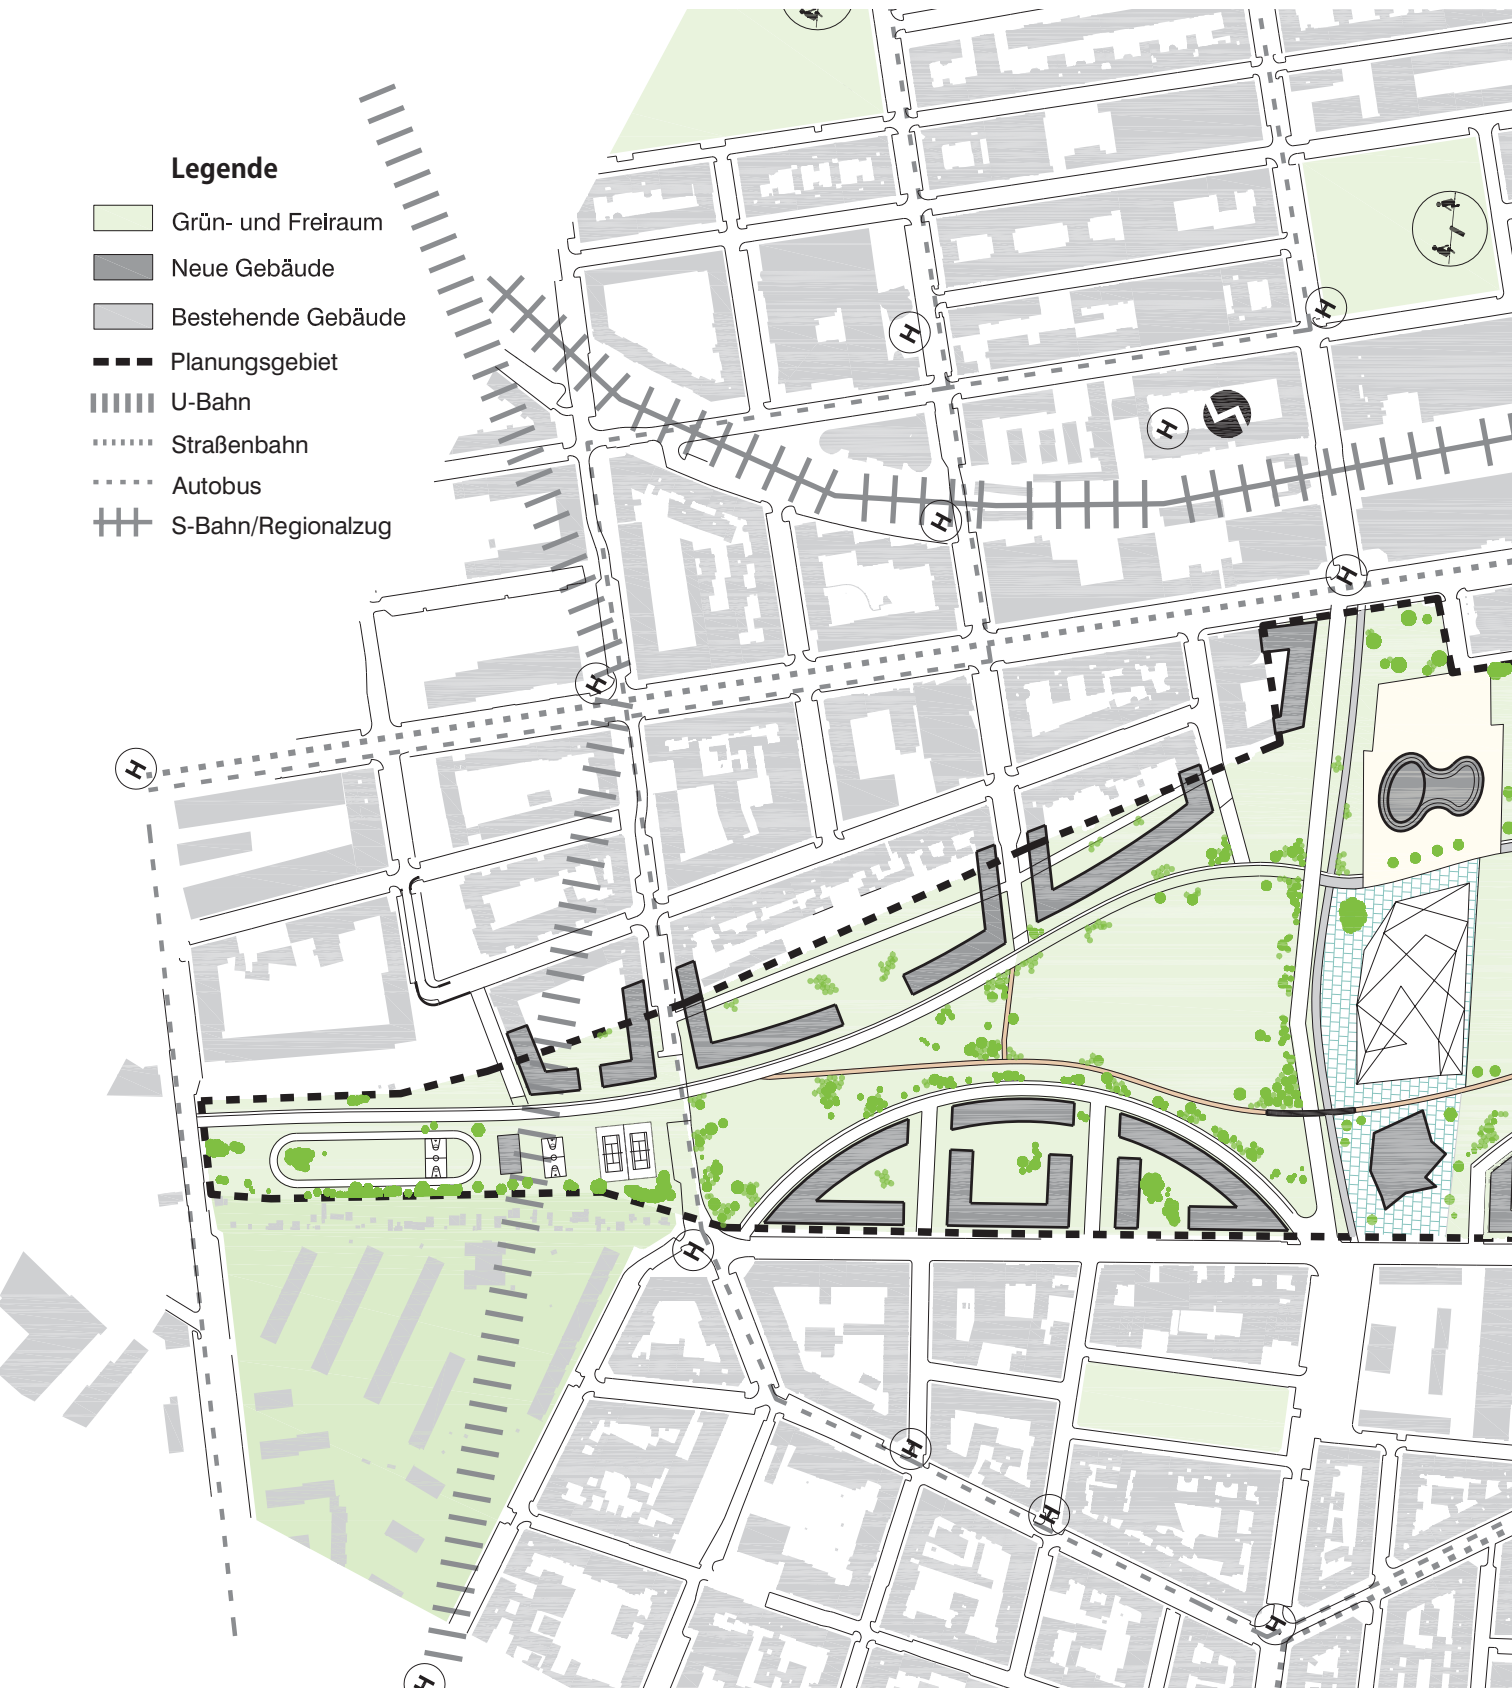 Legende
Grün- und Freiraum
Neue Gebäude
Bestehende Gebäude
Planungsgebiet
U-Bahn
Straßenbahn
Autobus
S-Bahn/Regionalzug
H
H
H
H
H
H
H
H
H
H
H
H
H